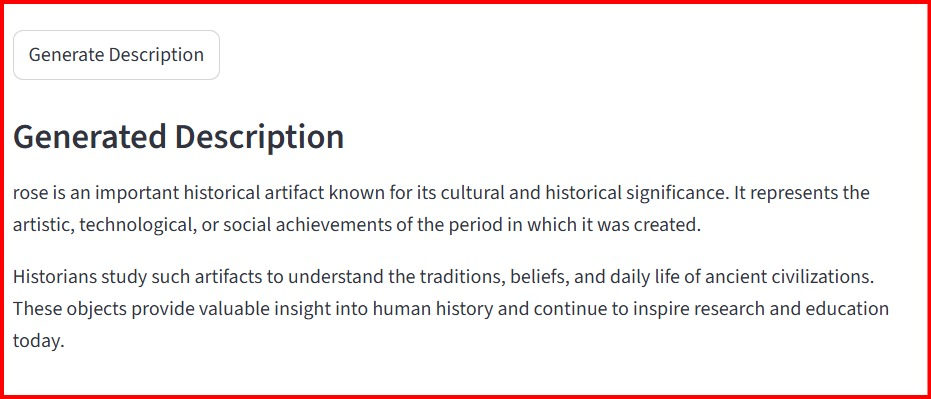 Generate Description
Generated Description
rose is an important historical artifact known for its cultural and historical significance. It represents the
artistic, technological, or social achievements of the period in which it was created.
Historians study such artifacts to understand the traditions, beliefs, and daily life of ancient civilizations.
These objects provide valuable insight into human history and continue to inspire research and education
today.